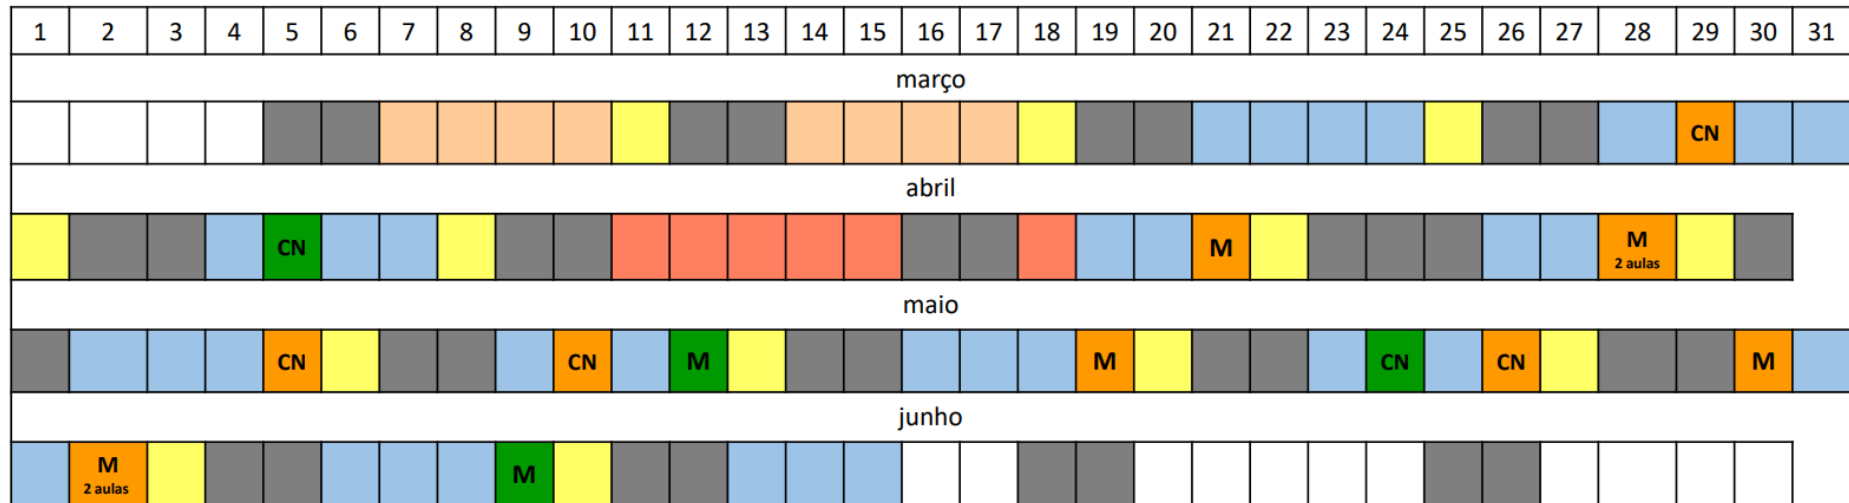 1 2 3 4 5 6 7 8 9 10 11 12 13 14 15 16 17 18 19 20 21 22 23 24 25 26 27 28 29 30 31
março
CN
abril
CN M M
2 aulas
maio
CN CN M M CN CN M
junho
M M
2 aulas